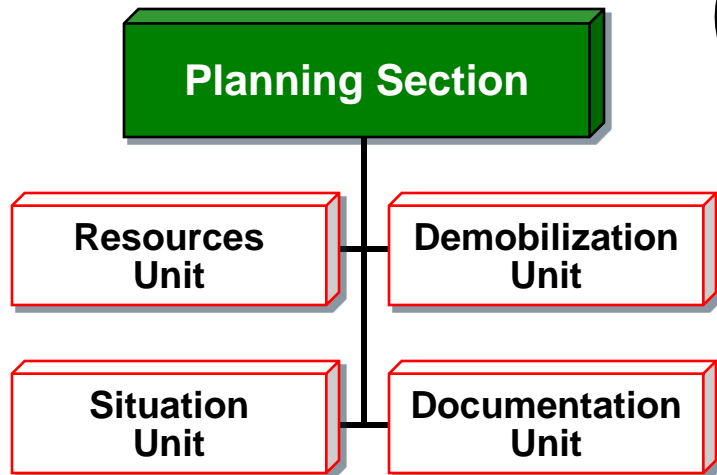 Planning Section
Resources
Unit
Demobilization
Unit
Situation
Unit
Documentation
Unit